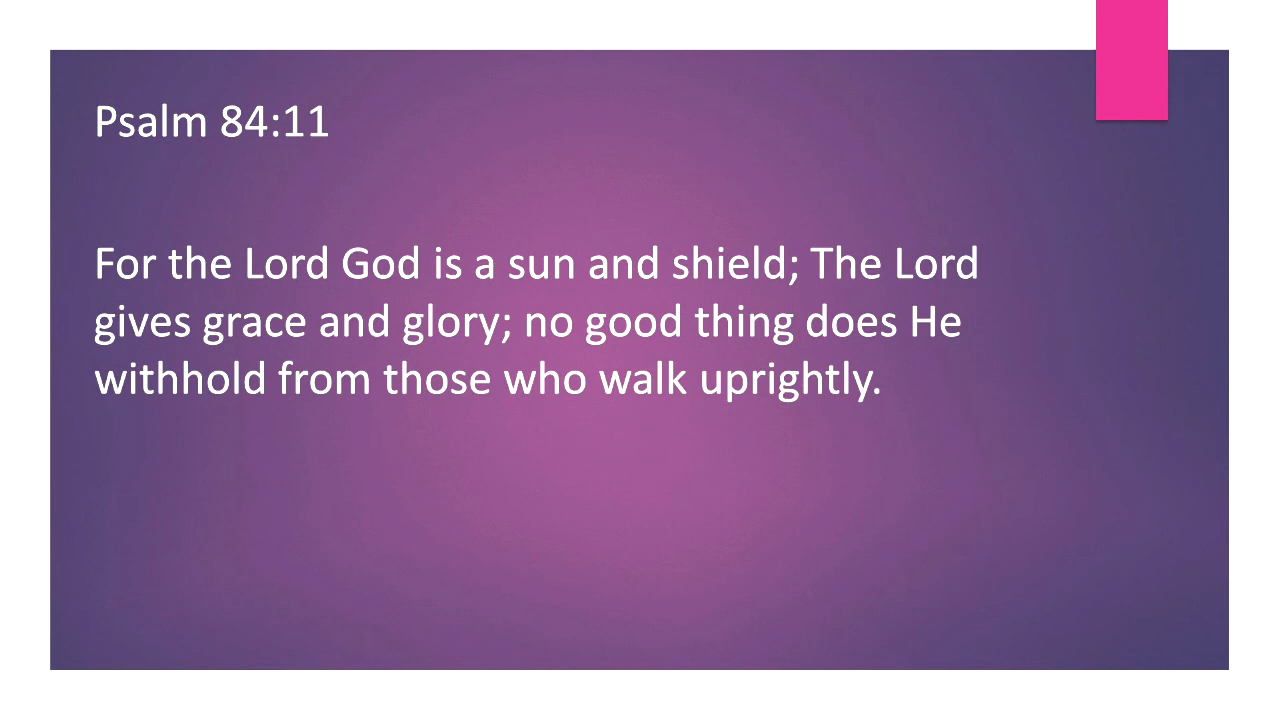 Psalm 84:11
For the Lord God is a sun and shield; The Lord
gives grace and glory; no good thing does He
withhold from those who walk uprightly.